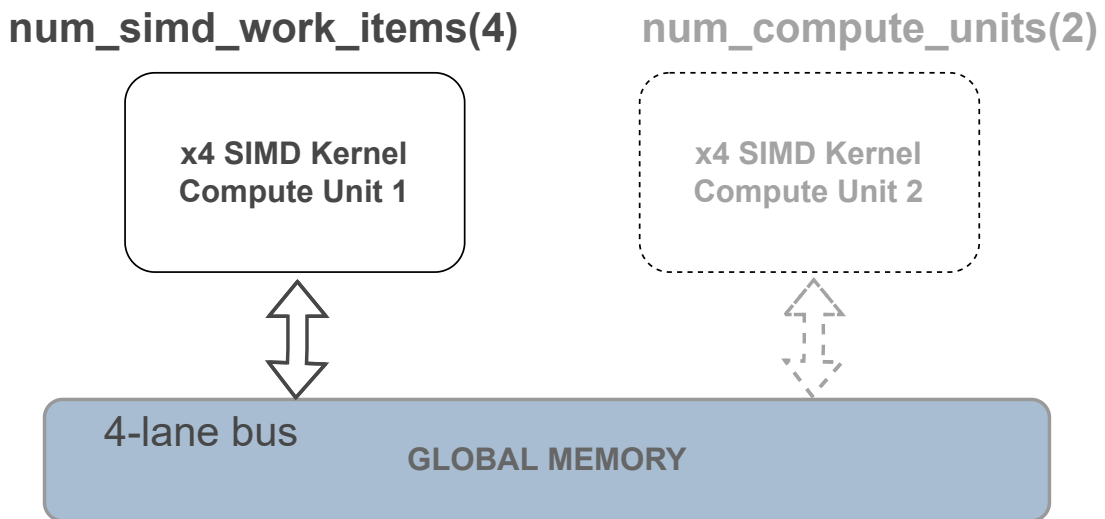 num_simd_work_items(4)
num_compute_units(2)
x4 SIMD Kernel
Compute Unit 1
x4 SIMD Kernel
Compute Unit 2
4-lane bus
GLOBAL MEMORY